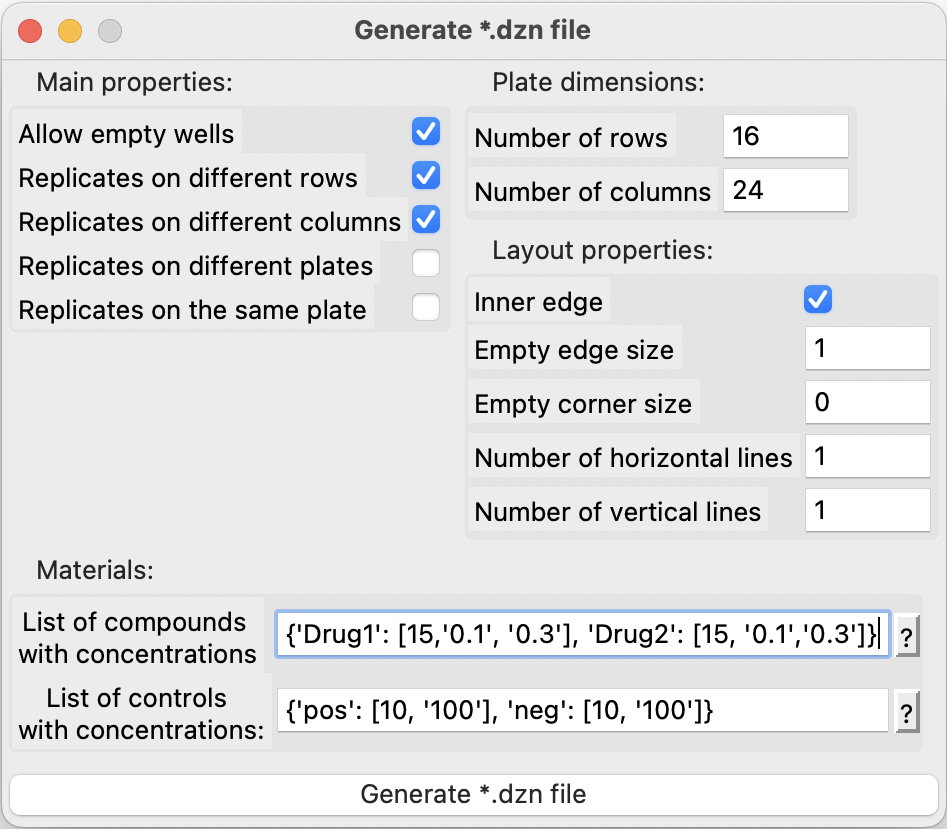 Generate *.dzn file
Main properties:
Allow empty wells
Replicates on different rows
Replicates on different columns
Replicates on different plates
Replicates on the same plate
Plate dimensions:
Number of rows 16
Number of columns 24
Layout properties:
Inner edge
Empty edge size 1
Empty corner size 0
Number of horizontal lines 1
Number of vertical lines 1
Materials:
List of compounds
with concentrations
{'Drug1': [15,'0.1', '0.3'], 'Drug2': [15, '0.1','0.3']} ?
List of controls
with concentrations:
{'pos': [10, '100'], 'neg': [10, '100']} ?
Generate *.dzn file